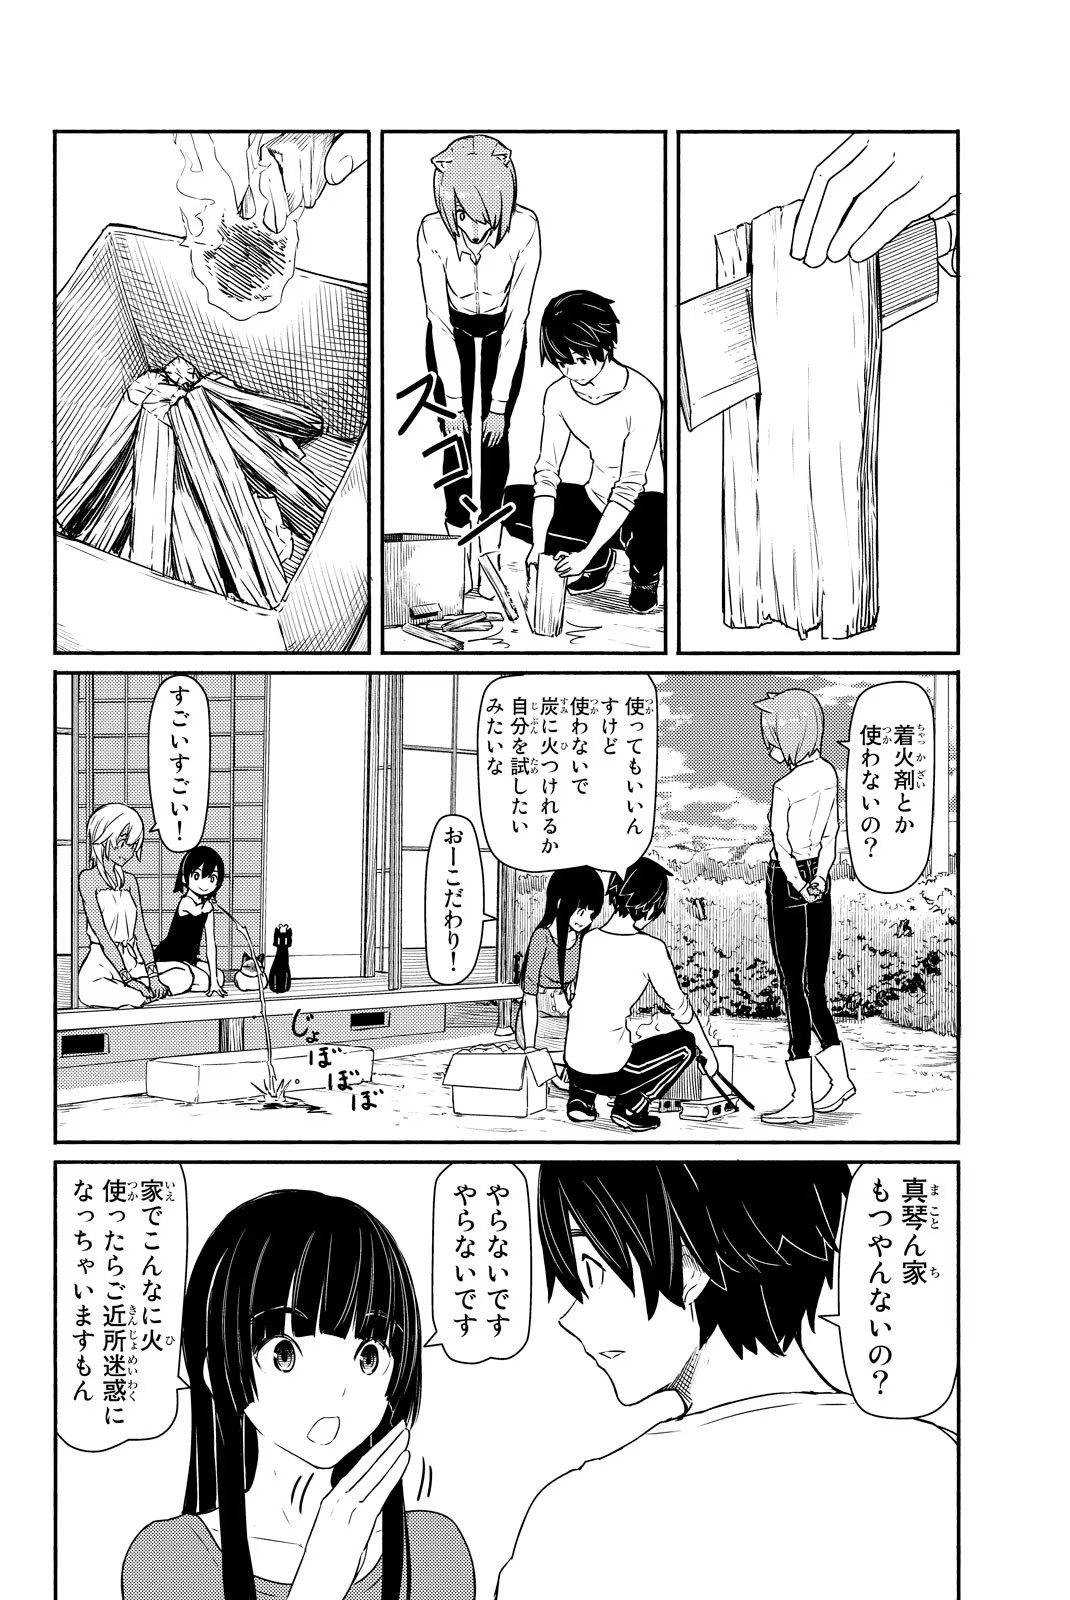 スコン
着火剤とか
使わないの？
使ってもいいん
すけど
使わないで
炭に火つけれるか
自分を試したい
みたいな
おーこだわり！
すごいすごい！
じょぼぼぼ
真琴ん家
もつやんないの？
やらないです
やらないです
家でこんなに火
使ったらご近所迷惑に
なっちゃいますもん